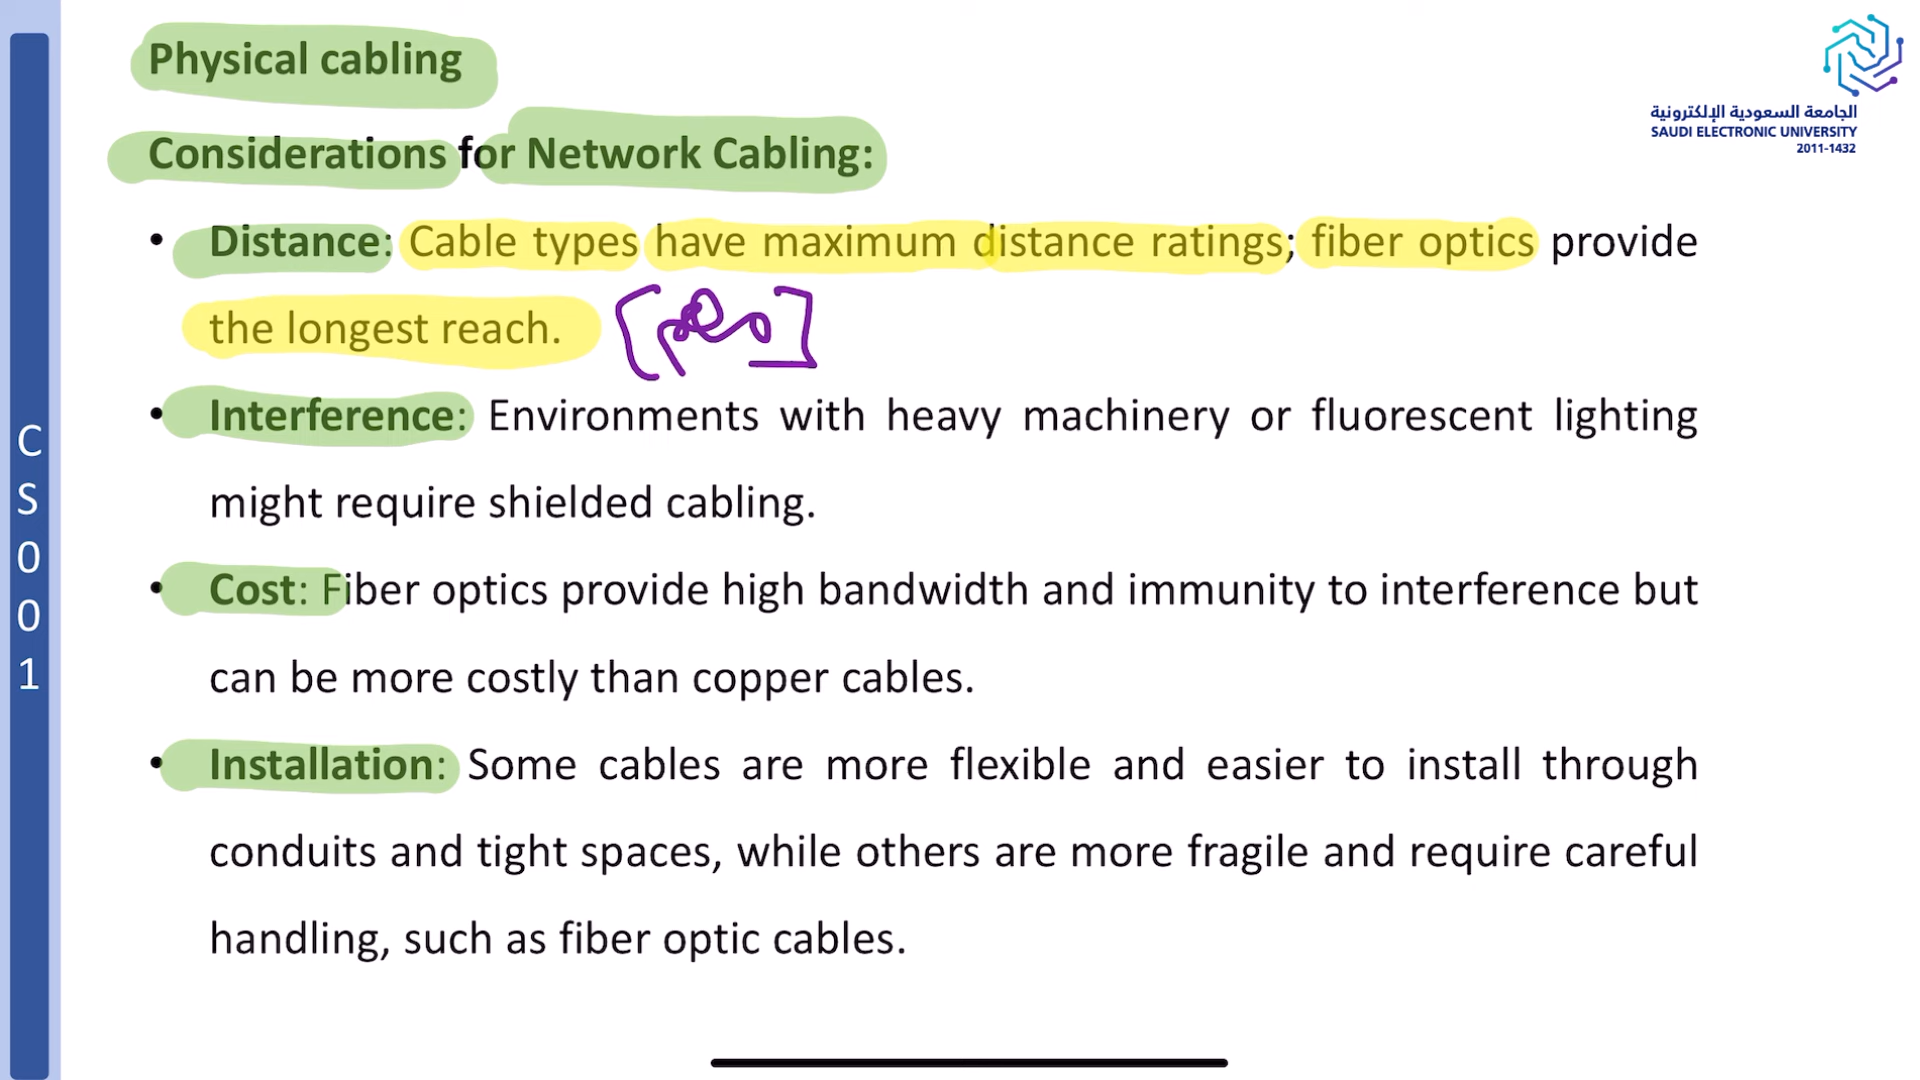 Physical cabling
الجامعة السعودية الإلكترونية
SAUDI ELECTRONIC UNIVERSITY
2011-1432
Considerations for Network Cabling:
• Distance: Cable types have maximum distance ratings; fiber optics provide
the longest reach.
• Interference: Environments with heavy machinery or fluorescent lighting
might require shielded cabling.
• Cost: Fiber optics provide high bandwidth and immunity to interference but
can be more costly than copper cables.
• Installation: Some cables are more flexible and easier to install through
conduits and tight spaces, while others are more fragile and require careful
handling, such as fiber optic cables.
CS001